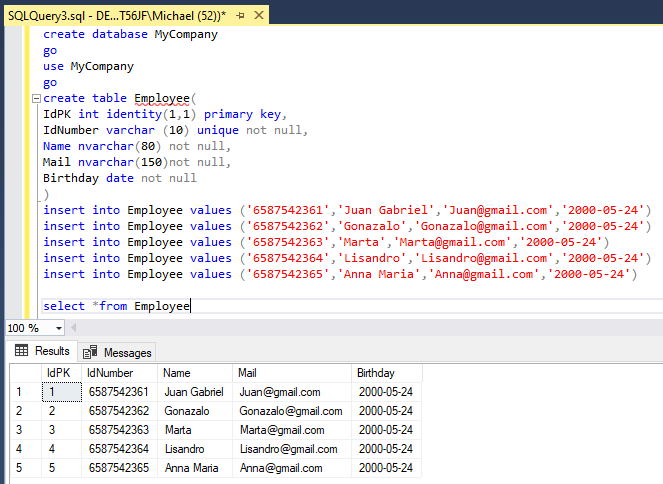 SQLQuery3.sql - DE...T56JF\Michael (52))*
create database MyCompany
go
use MyCompany
go
create table Employee(
IdPK int identity(1,1) primary key,
IdNumber varchar (10) unique not null,
Name nvarchar(80) not null,
Mail nvarchar(150)not null,
Birthday date not null
)
insert into Employee values ('6587542361','Juan Gabriel','Juan@gmail.com','2000-05-24')
insert into Employee values ('6587542362','Gonazalo','Gonazalo@gmail.com','2000-05-24')
insert into Employee values ('6587542363','Marta','Marta@gmail.com','2000-05-24')
insert into Employee values ('6587542364','Lisandro','Lisandro@gmail.com','2000-05-24')
insert into Employee values ('6587542365','Anna Maria','Anna@gmail.com','2000-05-24')
select *from Employee
100 %
Results Messages
IdPK IdNumber Name Mail Birthday
1 1 6587542361 Juan Gabriel Juan@gmail.com 2000-05-24
2 2 6587542362 Gonazalo Gonazalo@gmail.com 2000-05-24
3 3 6587542363 Marta Marta@gmail.com 2000-05-24
4 4 6587542364 Lisandro Lisandro@gmail.com 2000-05-24
5 5 6587542365 Anna Maria Anna@gmail.com 2000-05-24